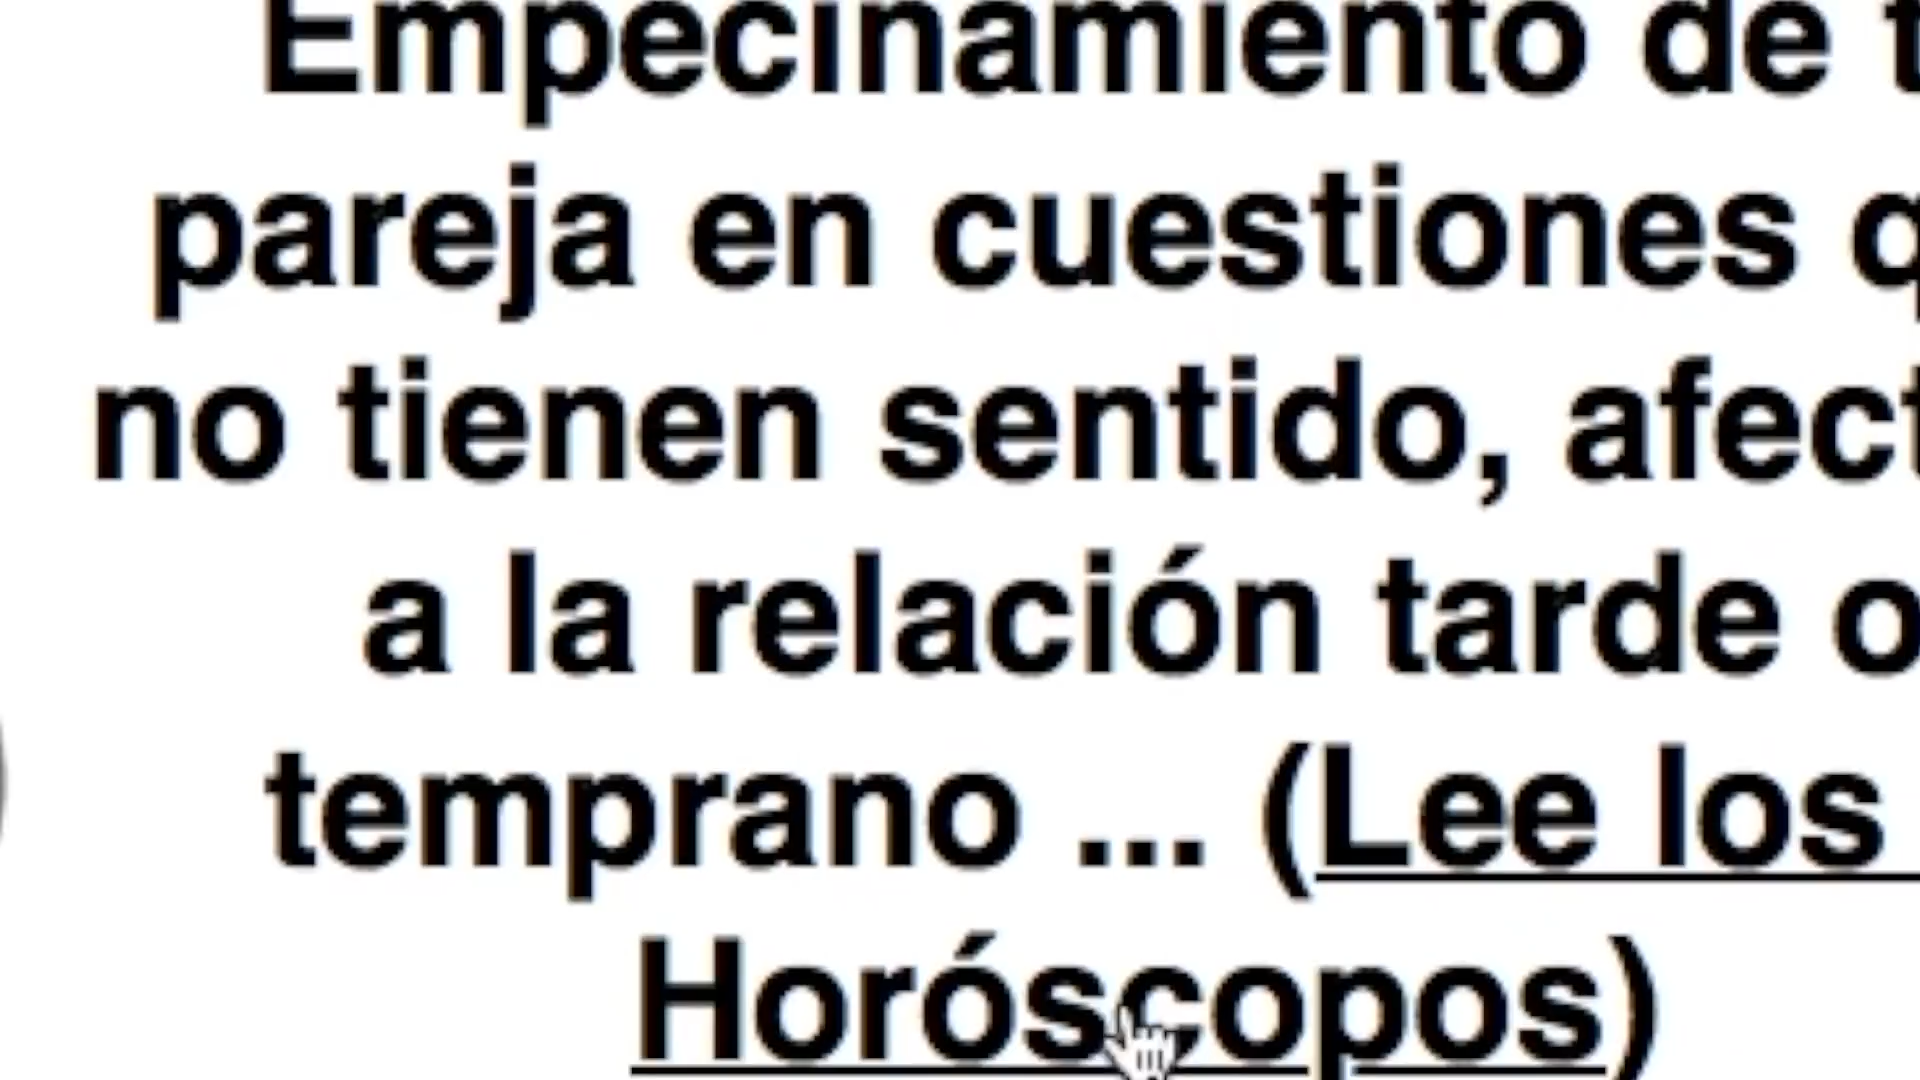 Empecinamiento de t
pareja en cuestiones q
no tienen sentido, afect
a la relación tarde o
temprano ... (Lee los
Horóscopos)